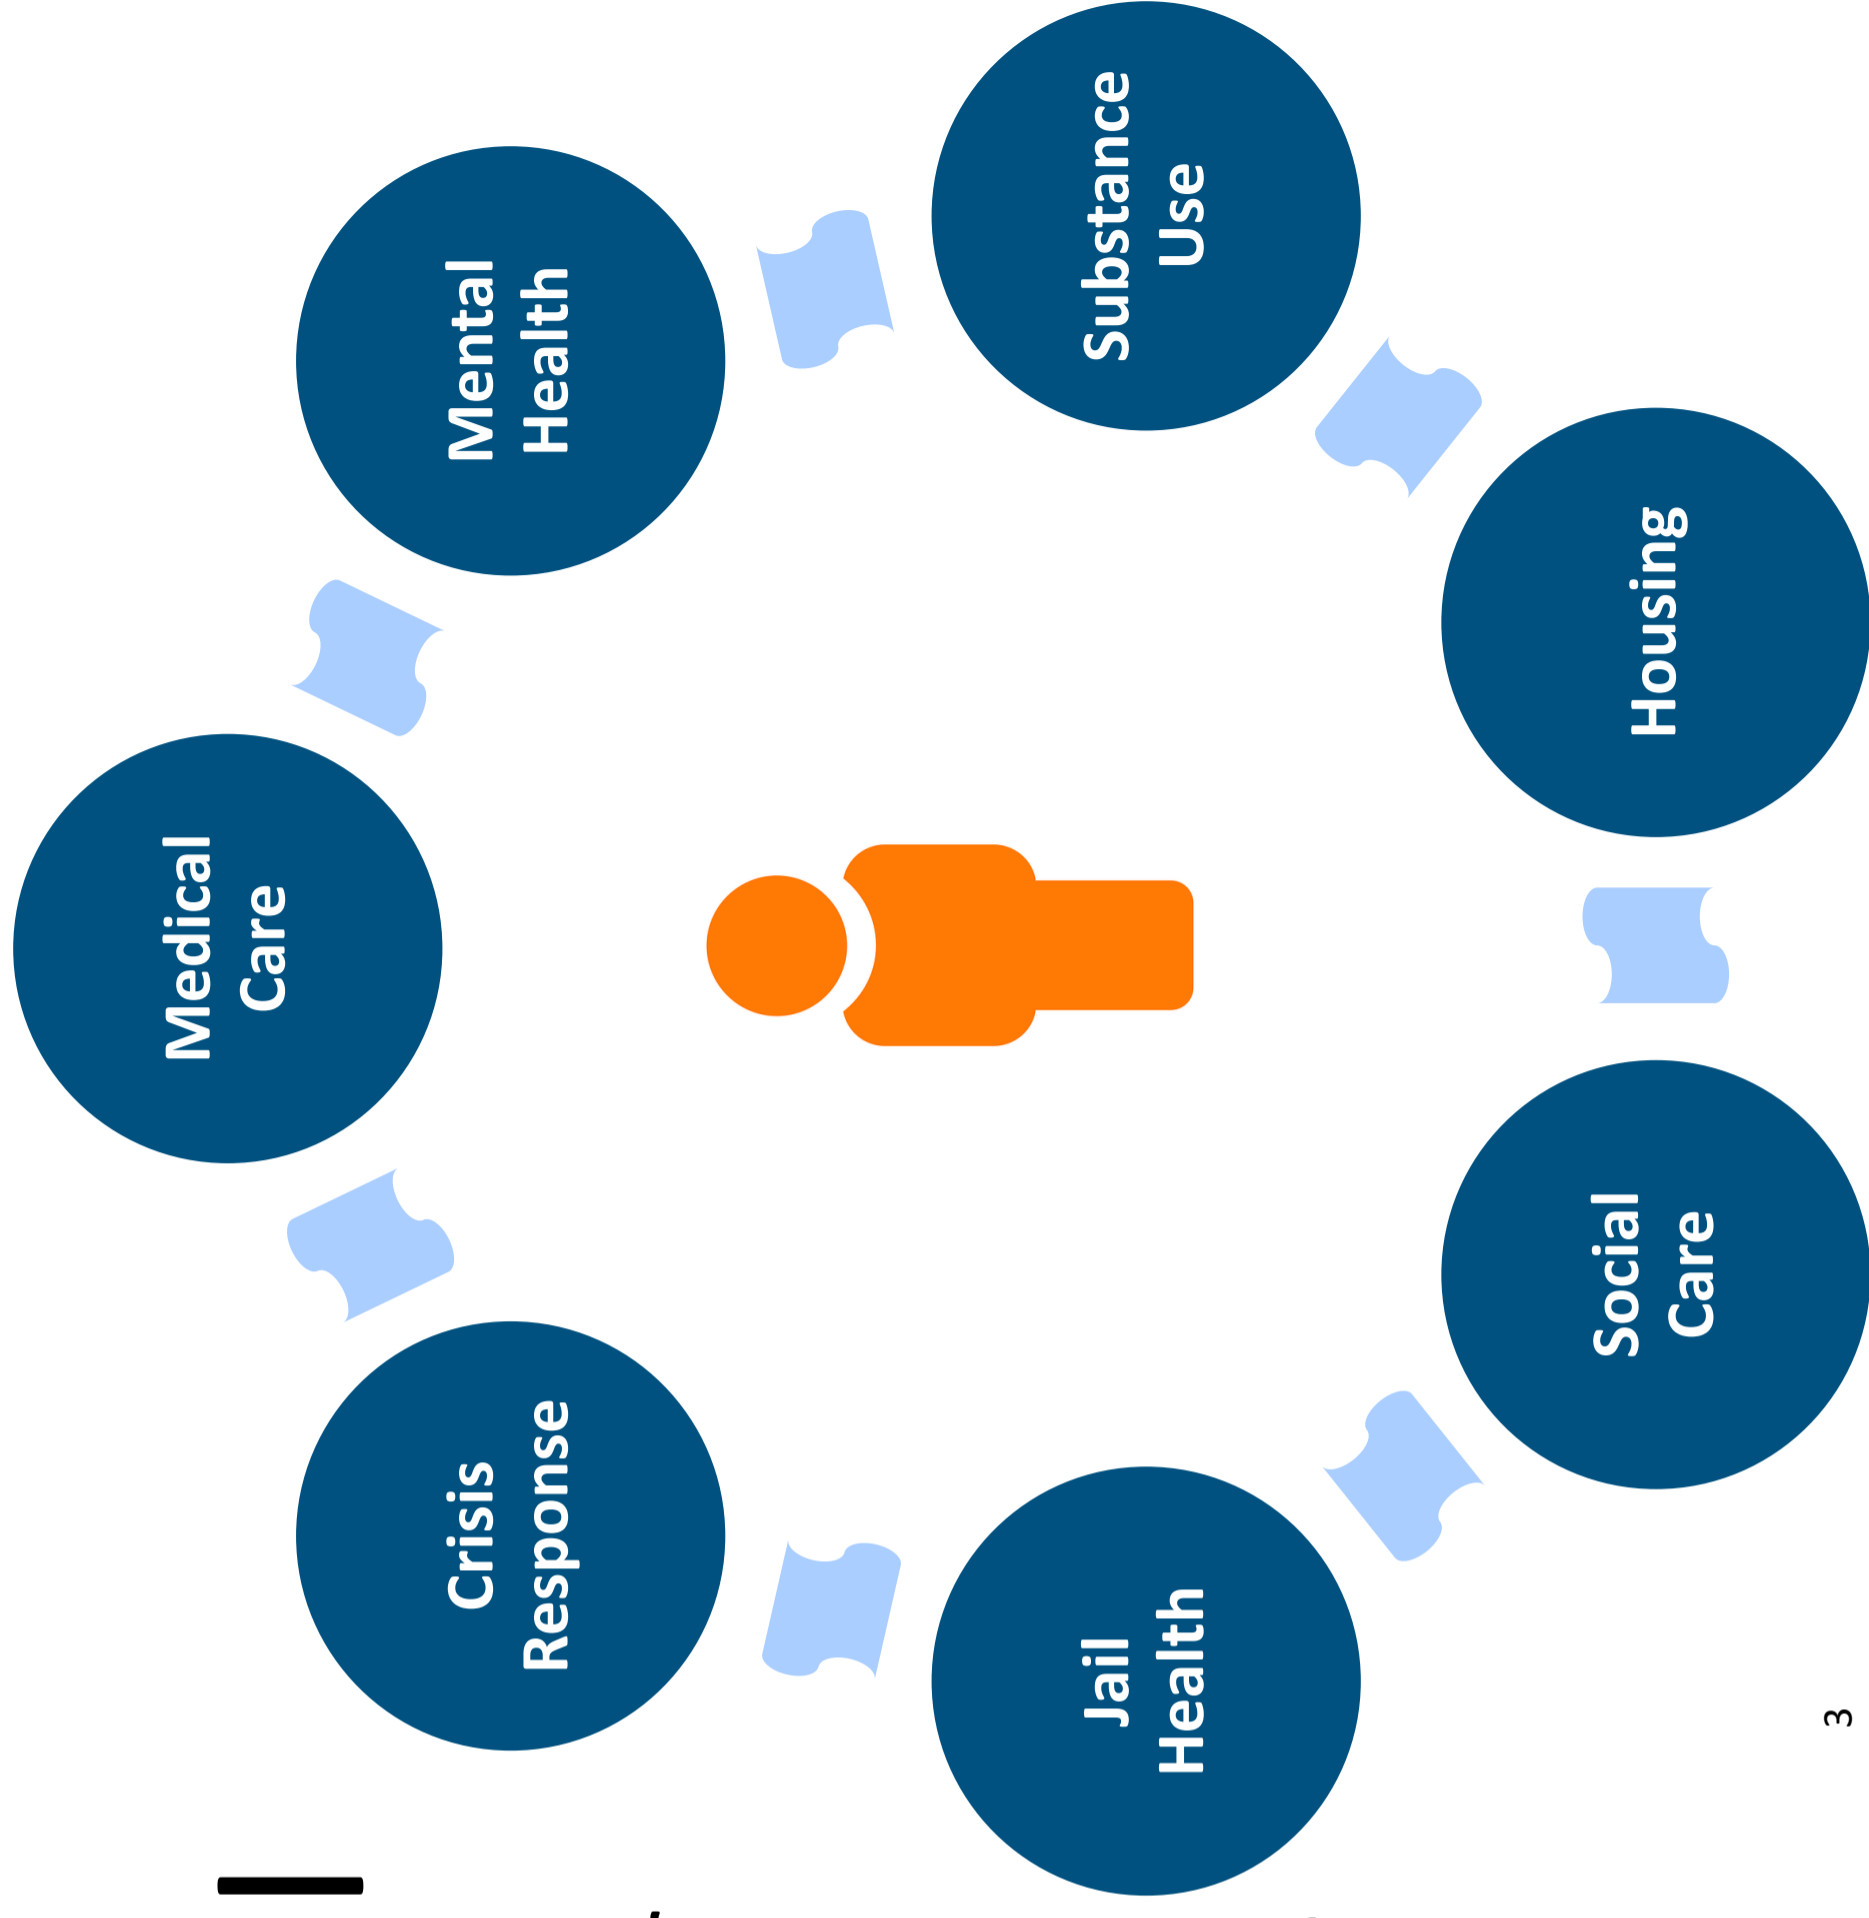 Medical
Care
Crisis
Response
Mental
Health
Jail
Health
Substance
Use
Social
Care
Housing
3